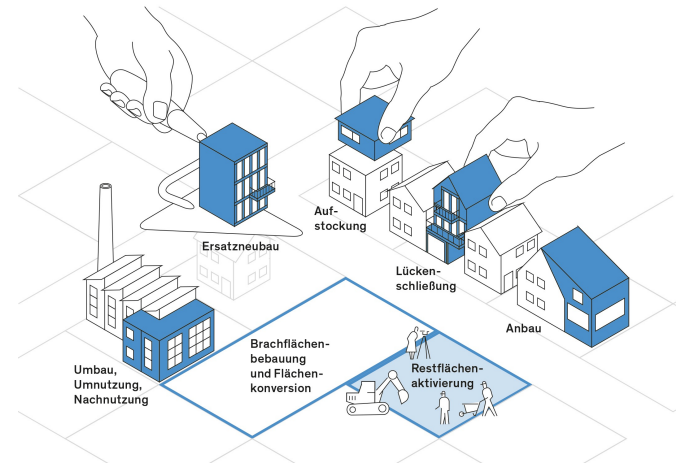 Auf-
stockung
Ersatzneubau
Lücken-
schließung
Anbau
Brachflächen-
bebauung
und Flächen-
konversion
Restflächen-
aktivierung
Umbau,
Umnutzung,
Nachnutzung